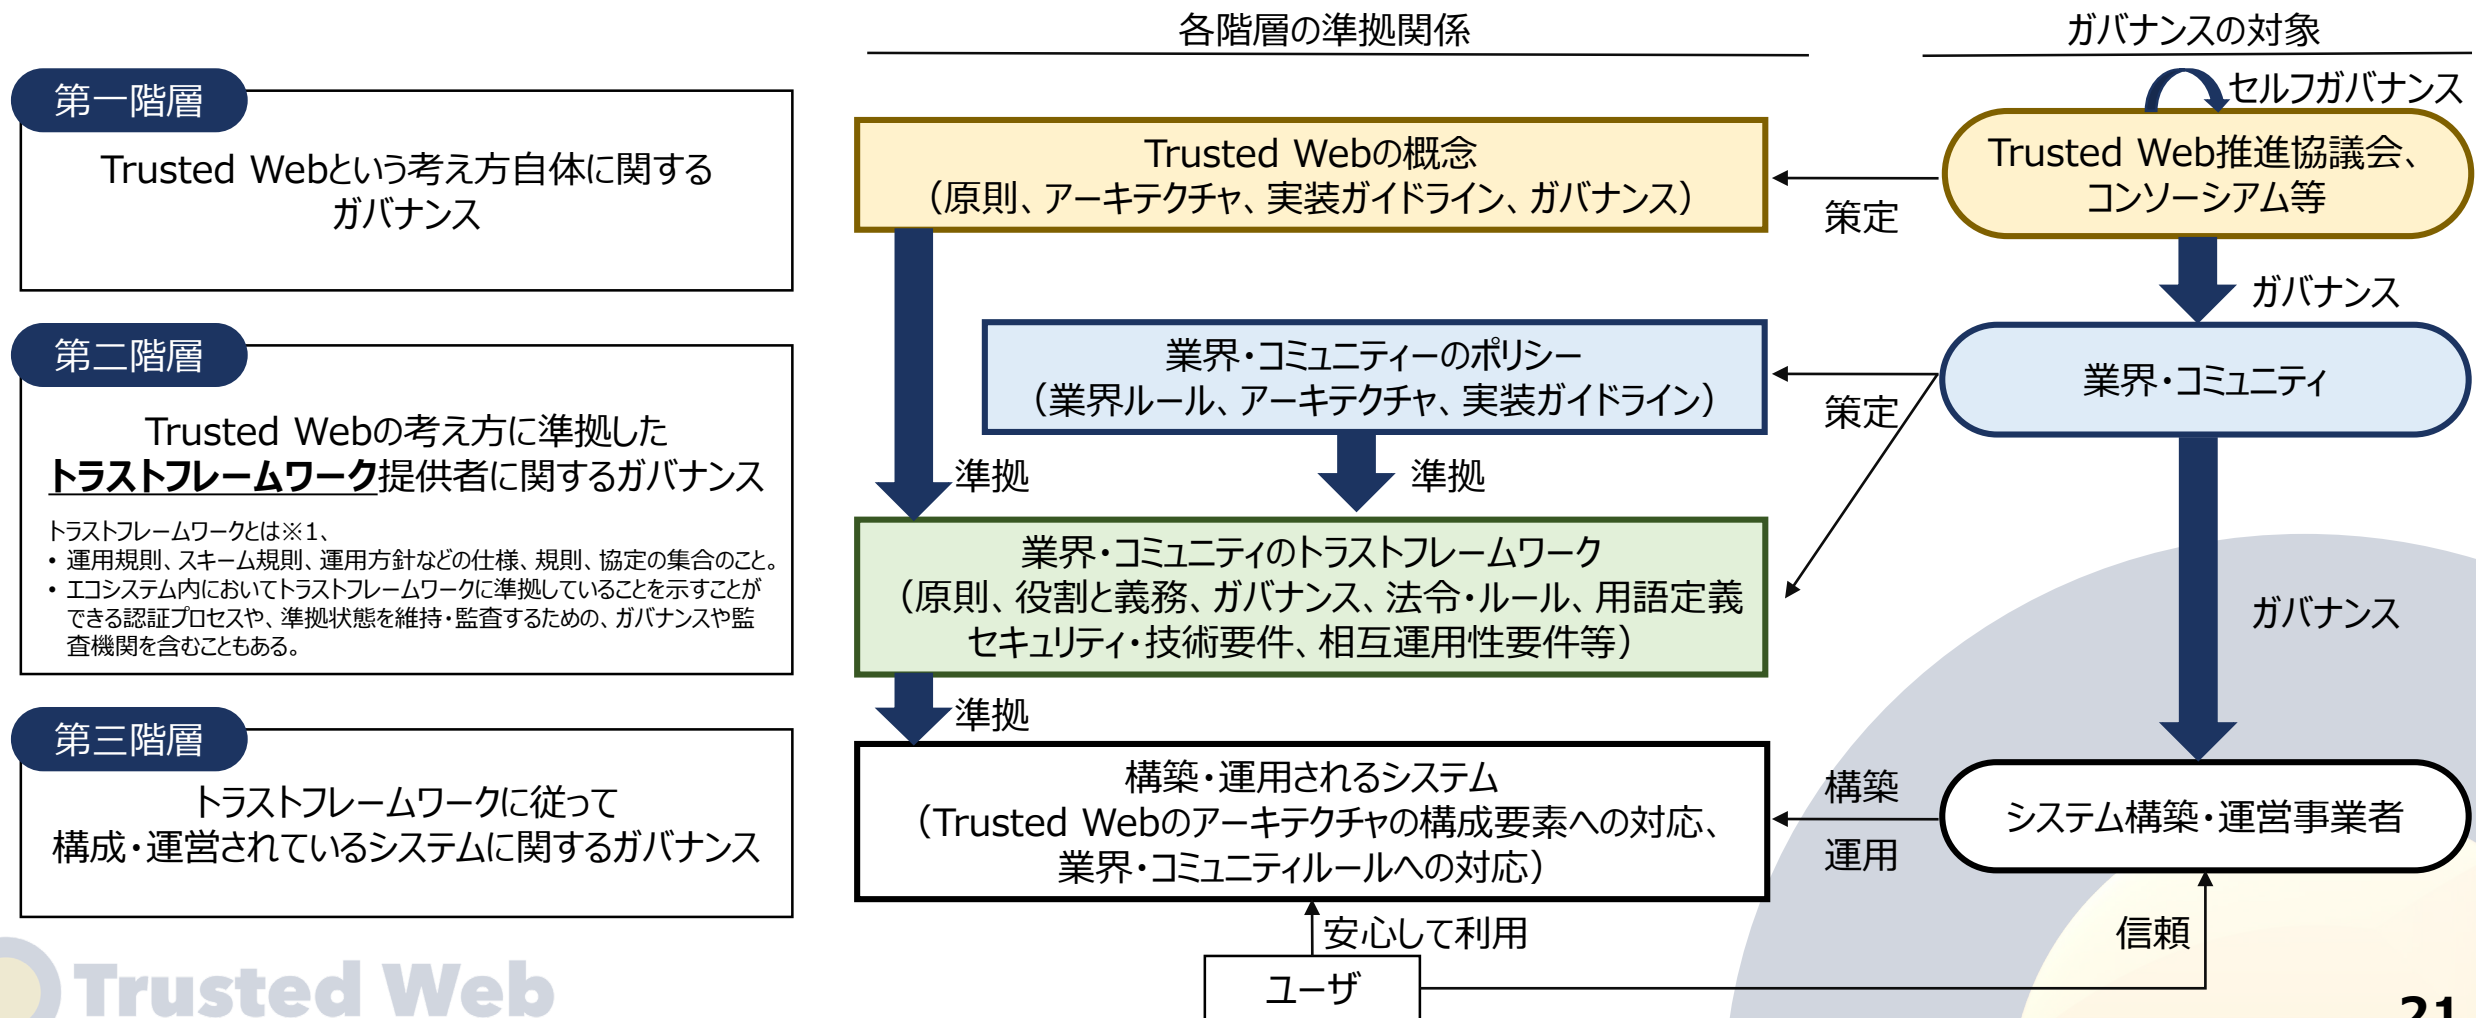 各階層の準拠関係
ガバナンスの対象
第一階層
Trusted Webという考え方自体に関する
ガバナンス
Trusted Webの概念
（原則、アーキテクチャ、実装ガイドライン、ガバナンス）
策定
セルフガバナンス
Trusted Web推進協議会、
コンソーシアム等
ガバナンス
第二階層
Trusted Webの考え方に準拠した
トラストフレームワーク提供者に関するガバナンス
トラストフレームワークとは※1、
• 運用規則、スキーム規則、運用方針などの仕様、規則、協定の集合のこと。
• エコシステム内においてトラストフレームワークに準拠していることを示すことが
できる認証プロセスや、準拠状態を維持・監査するための、ガバナンスや監
査機関を含むこともある。
業界・コミュニティーのポリシー
（業界ルール、アーキテクチャ、実装ガイドライン）
策定
業界・コミュニティ
準拠
準拠
業界・コミュニティのトラストフレームワーク
（原則、役割と義務、ガバナンス、法令・ルール、用語定義
セキュリティ・技術要件、相互運用性要件等）
ガバナンス
準拠
第三階層
トラストフレームワークに従って
構成・運営されているシステムに関するガバナンス
構築・運用されるシステム
（Trusted Webのアーキテクチャの構成要素への対応、
業界・コミュニティルールへの対応）
構築
運用
システム構築・運営事業者
安心して利用
信頼
ユーザ
Trusted Web
21